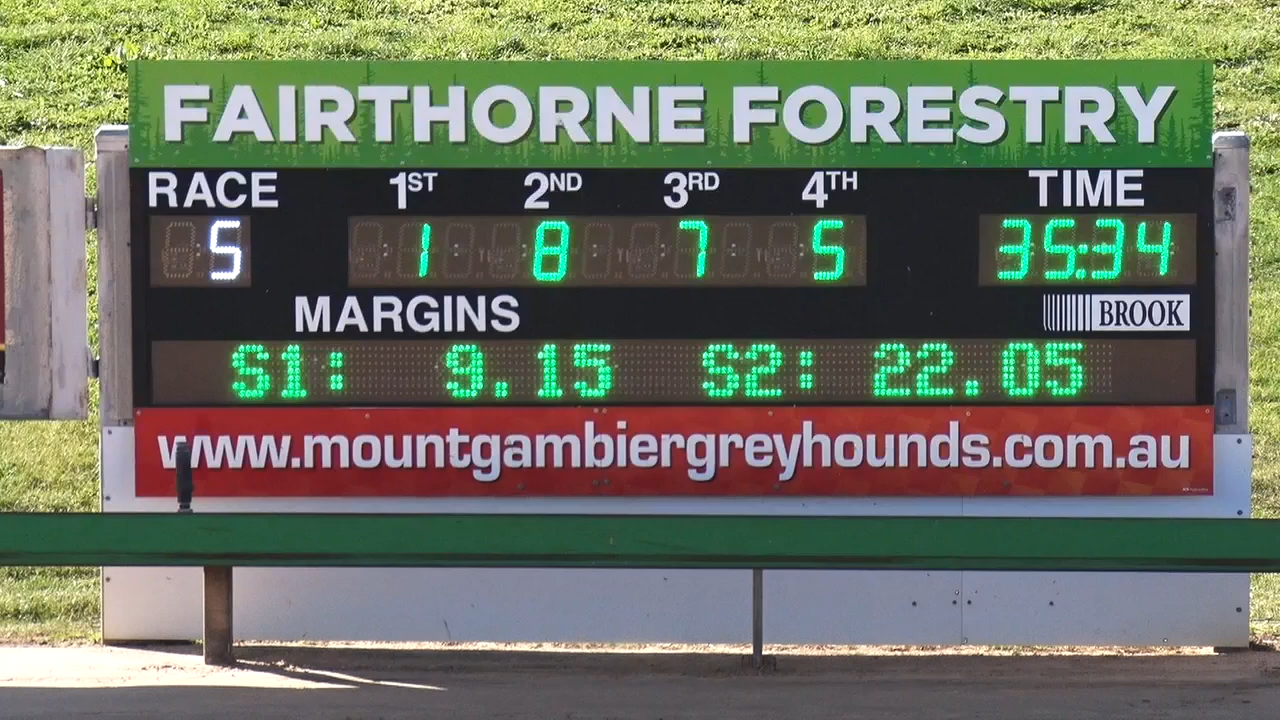 FAIRTHORNE FORESTRY
RACE 1ST 2ND 3RD 4TH TIME
5 1 8 7 5 35:34
MARGINS BROOK
S1: 9.15 S2: 22.05
www.mountgambiergreyhounds.com.au